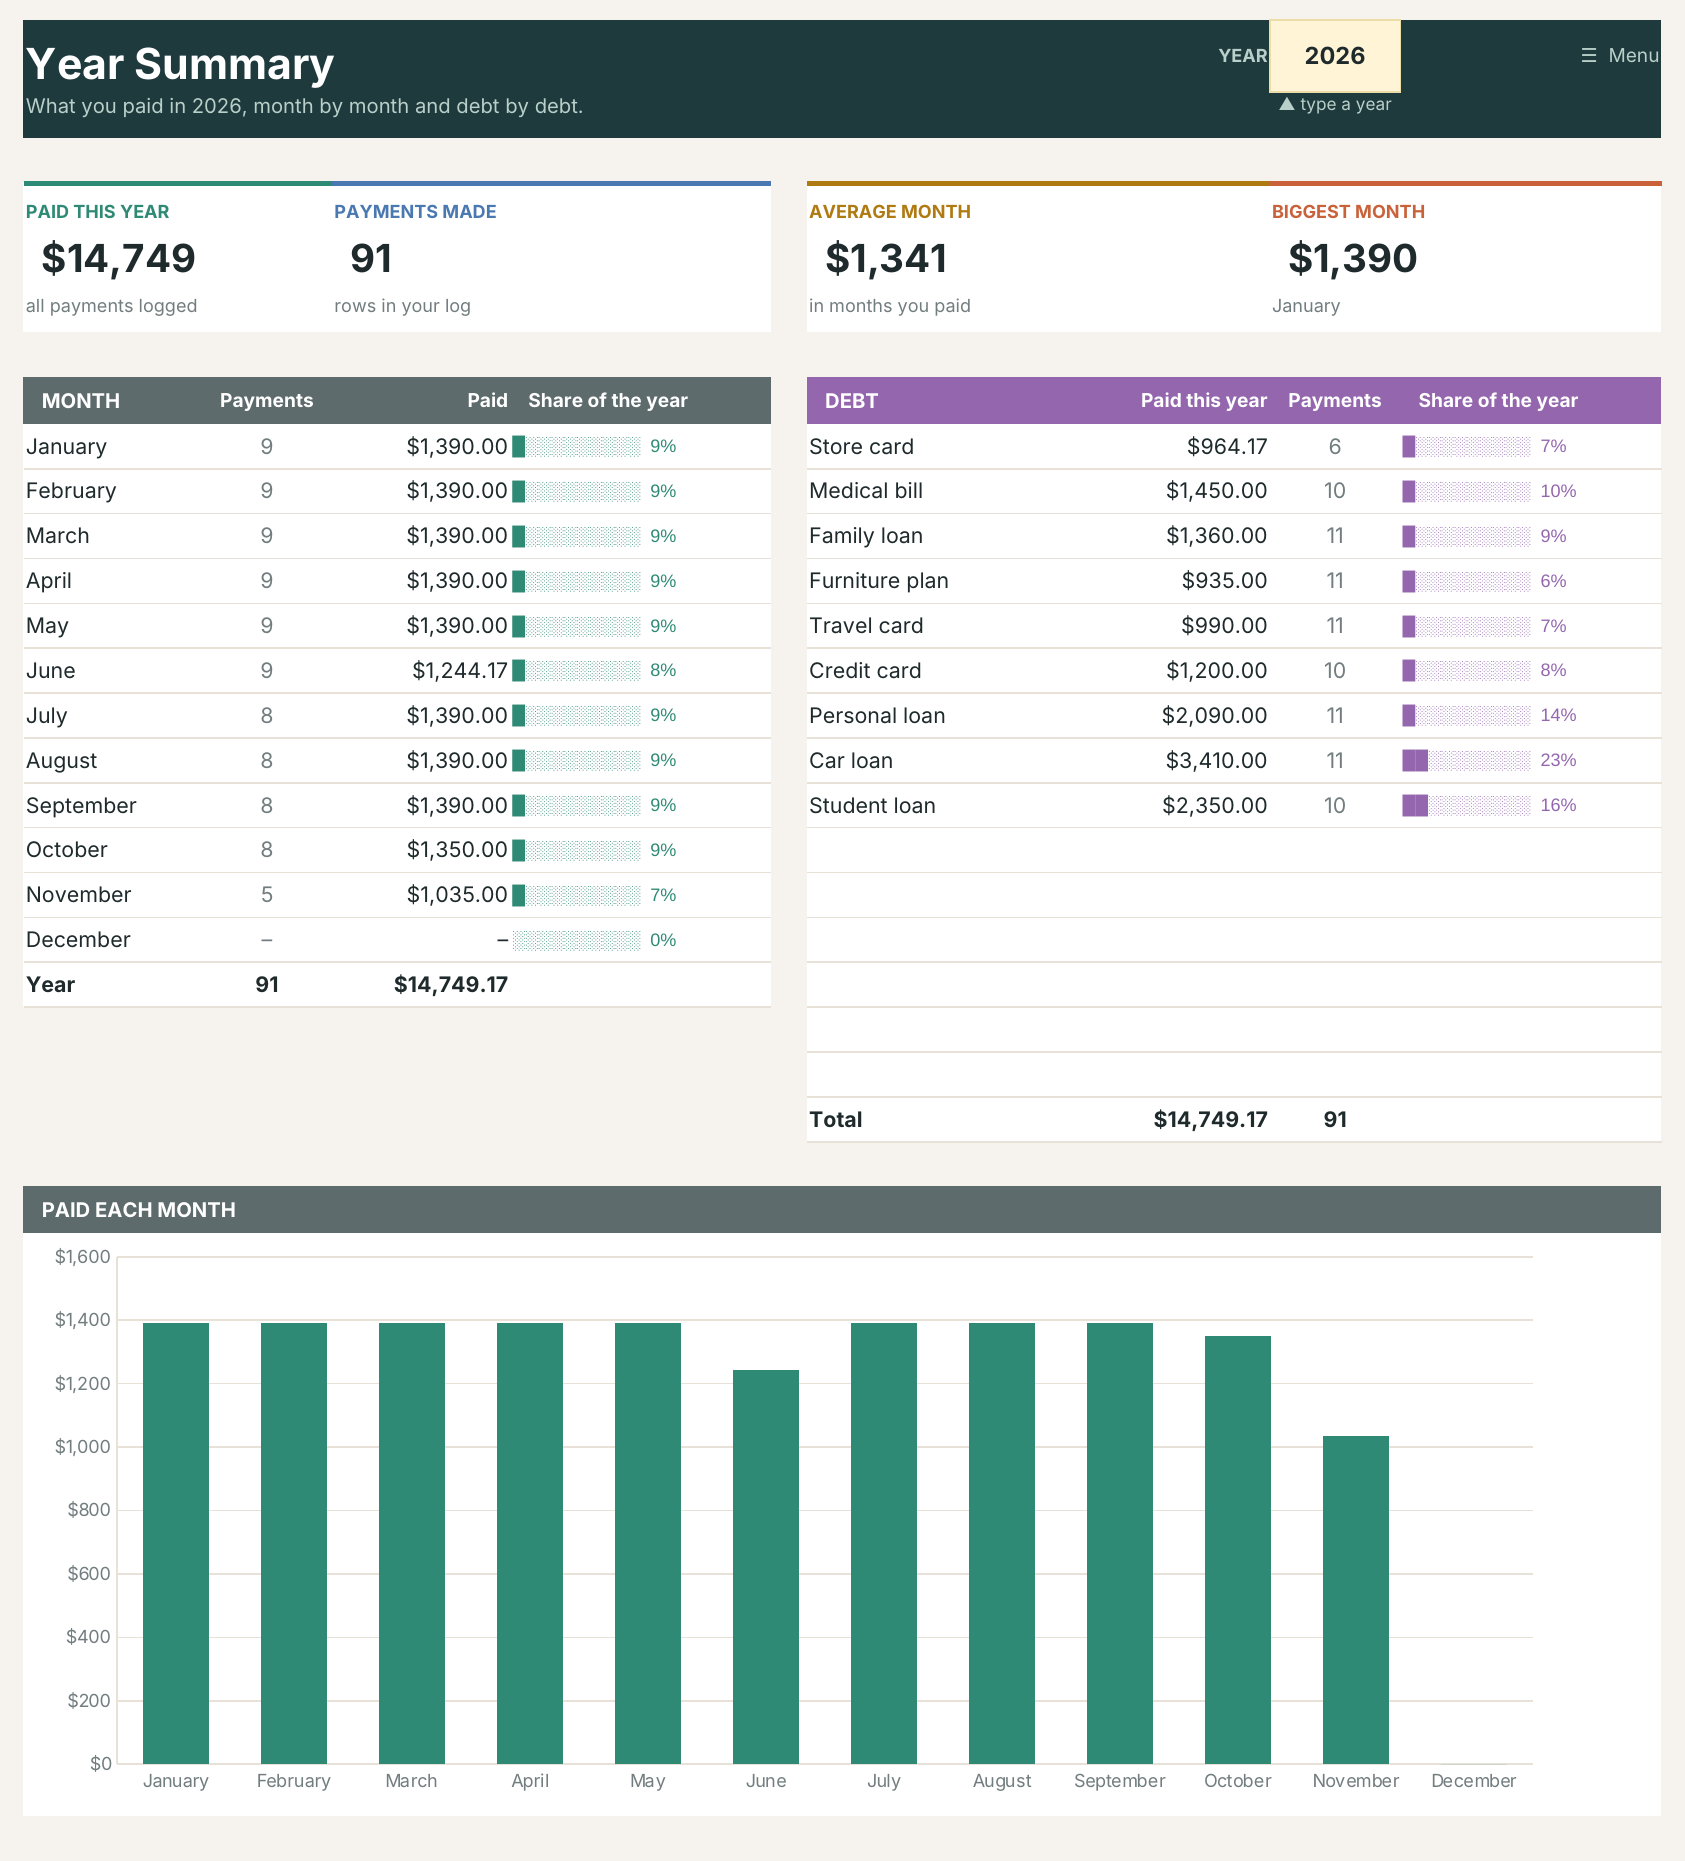 Year Summary
What you paid in 2026, month by month and debt by debt.
YEAR 2026
▲ type a year
☰ Menu
PAID THIS YEAR
$14,749
all payments logged
PAYMENTS MADE
91
rows in your log
AVERAGE MONTH
$1,341
in months you paid
BIGGEST MONTH
$1,390
January
MONTH Payments Paid Share of the year
January 9 $1,390.00 9%
February 9 $1,390.00 9%
March 9 $1,390.00 9%
April 9 $1,390.00 9%
May 9 $1,390.00 9%
June 9 $1,244.17 8%
July 8 $1,390.00 9%
August 8 $1,390.00 9%
September 8 $1,390.00 9%
October 8 $1,350.00 9%
November 5 $1,035.00 7%
December – – 0%
Year 91 $14,749.17
DEBT Paid this year Payments Share of the year
Store card $964.17 6 7%
Medical bill $1,450.00 10 10%
Family loan $1,360.00 11 9%
Furniture plan $935.00 11 6%
Travel card $990.00 11 7%
Credit card $1,200.00 10 8%
Personal loan $2,090.00 11 14%
Car loan $3,410.00 11 23%
Student loan $2,350.00 10 16%
Total $14,749.17 91
PAID EACH MONTH
$1,600
$1,400
$1,200
$1,000
$800
$600
$400
$200
$0
January February March April May June July August September October November December